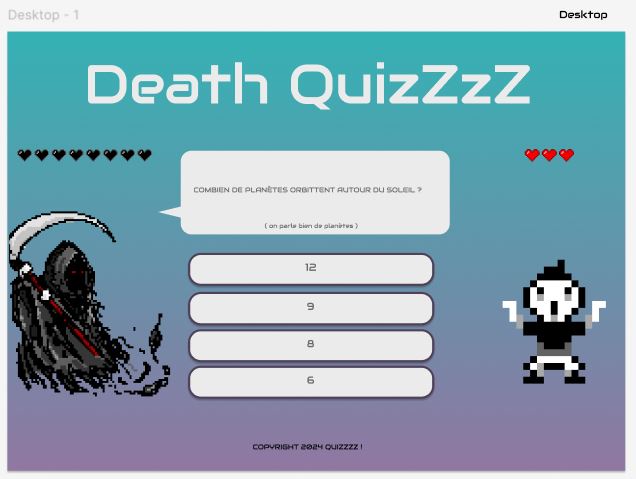 Desktop - 1
Desktop
Death QuizZzZ
COMBIEN DE PLANÈTES ORBITTENT AUTOUR DU SOLEIL ?
( on parle bien de planètes )
12
9
8
6
COPYRIGHT 2024 QUIZZZZ !